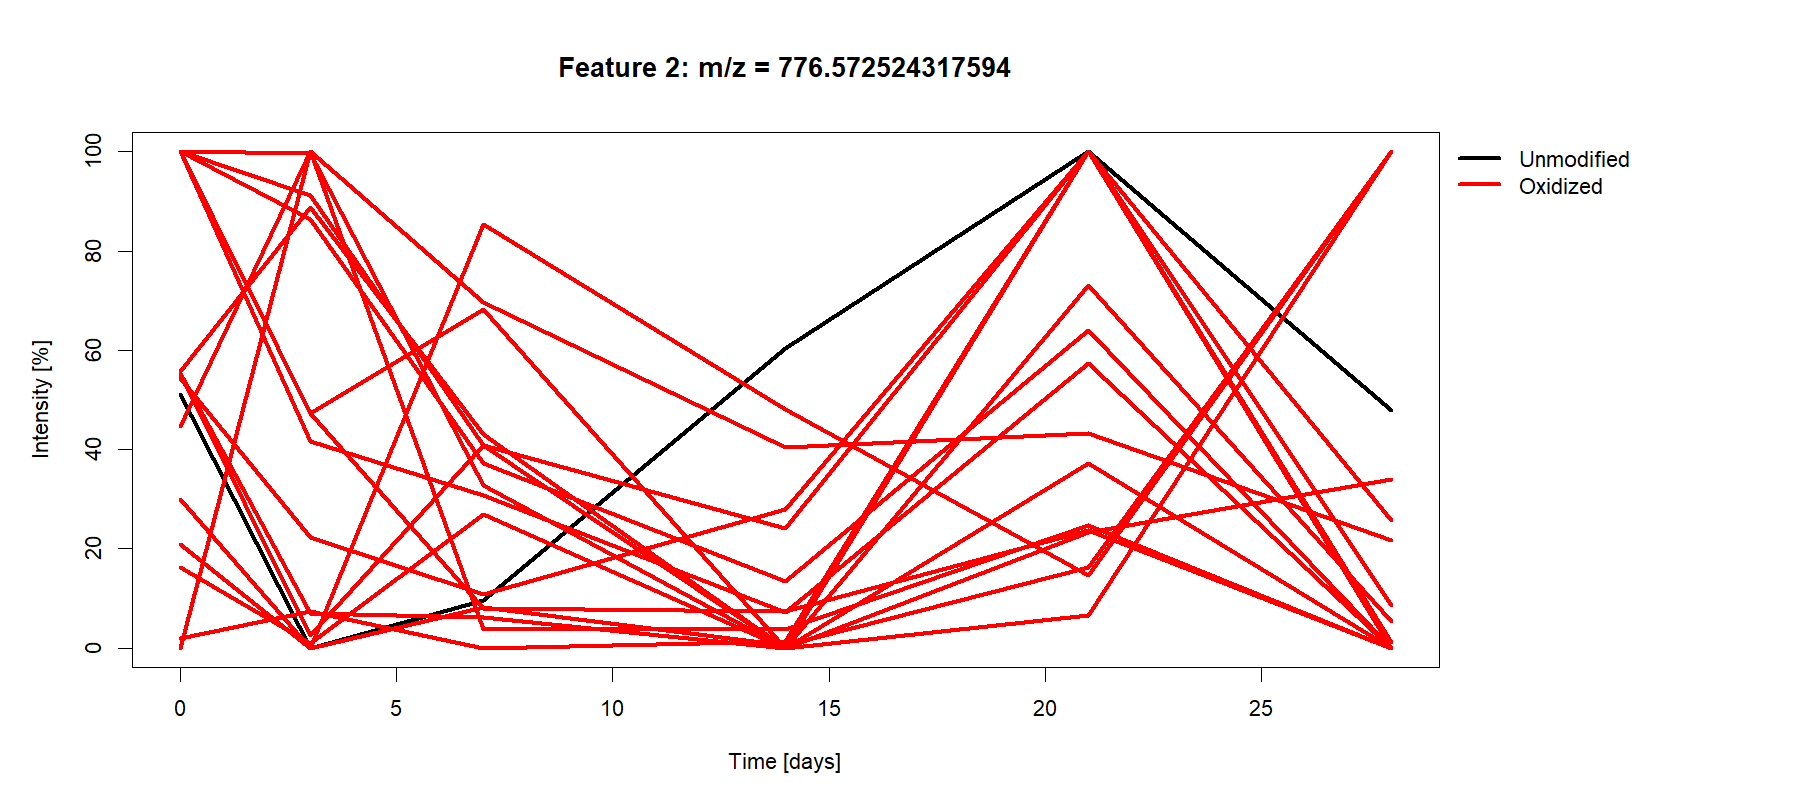 Feature 2: m/z = 776.572524317594
100
80
60
40
20
0
Intensity [%]
0 5 10 15 20 25
Time [days]
Unmodified
Oxidized